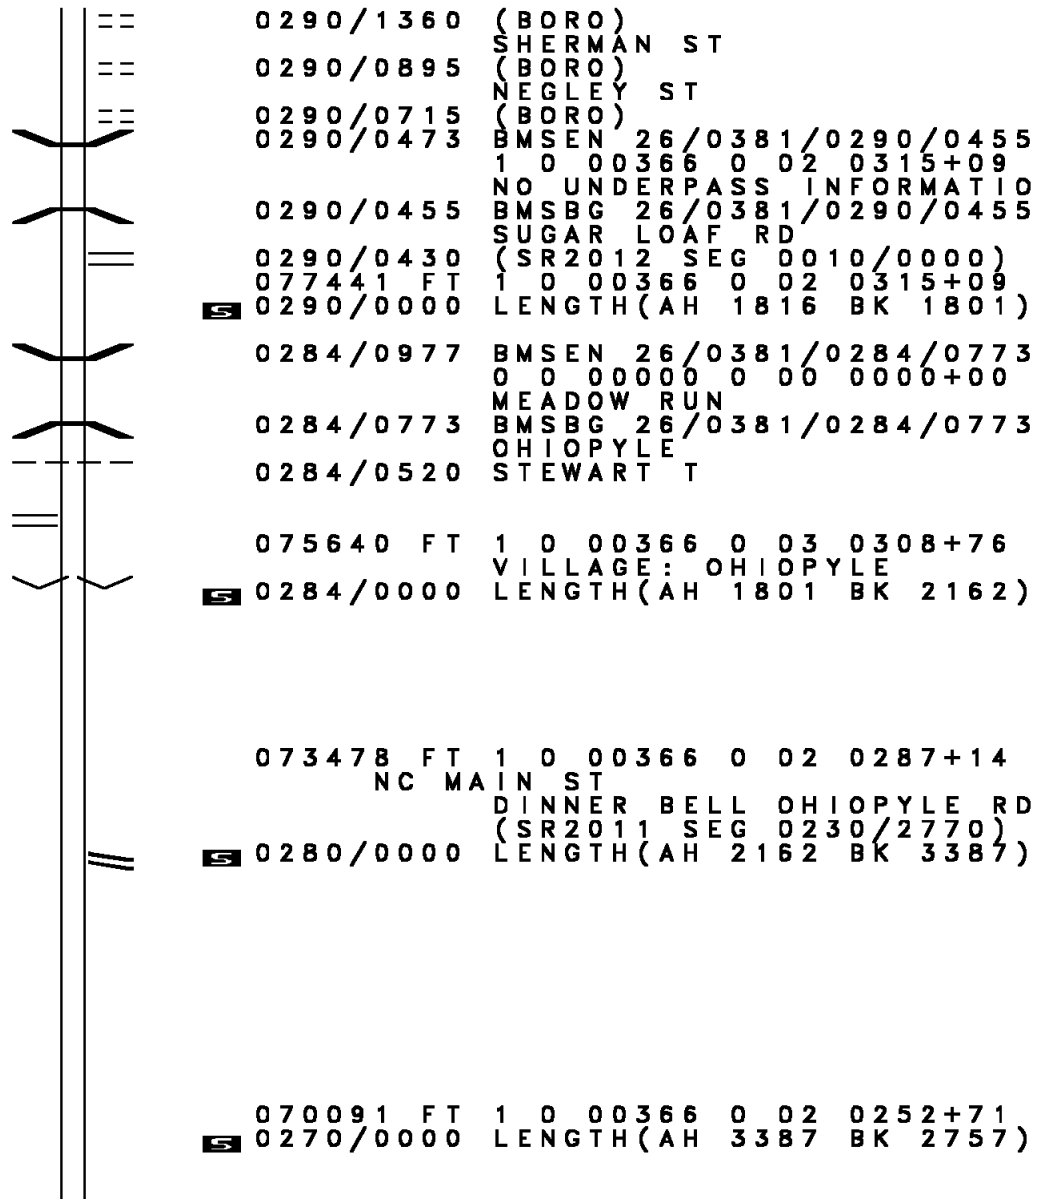 0290/1360 (BORO)
SHERMAN ST
0290/0895 (BORO)
NEGLEY ST
0290/0715 (BORO)
0290/0473 BMSEN 26/0381/0290/0455
1 0 00366 0 02 0315+09
NO UNDERPASS INFORMATIO
0290/0455 BMSBG 26/0381/0290/0455
SUGAR LOAF RD
0290/0430 (SR2012 SEG 0010/0000)
077441 FT 1 0 00366 0 02 0315+09
S 0290/0000 LENGTH(AH 1816 BK 1801)
0284/0977 BMSEN 26/0381/0284/0773
0 0 00000 0 00 0000+00
MEADOW RUN
0284/0773 BMSBG 26/0381/0284/0773
OHIOPYLE
0284/0520 STEWART T
075640 FT 1 0 00366 0 03 0308+76
VILLAGE: OHIOPYLE
S 0284/0000 LENGTH(AH 1801 BK 2162)
073478 FT 1 0 00366 0 02 0287+14
NC MAIN ST
DINNER BELL OHIOPYLE RD
(SR2011 SEG 0230/2770)
S 0280/0000 LENGTH(AH 2162 BK 3387)
070091 FT 1 0 00366 0 02 0252+71
S 0270/0000 LENGTH(AH 3387 BK 2757)